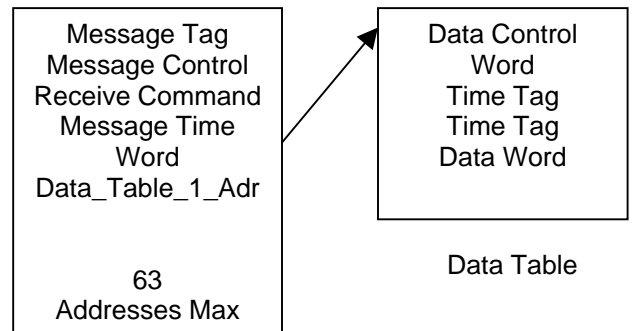 Message Tag
Message Control
Receive Command
Message Time
Word
Data_Table_1_Adr
63
Addresses Max
Data Control
Word
Time Tag
Time Tag
Data Word
Data Table